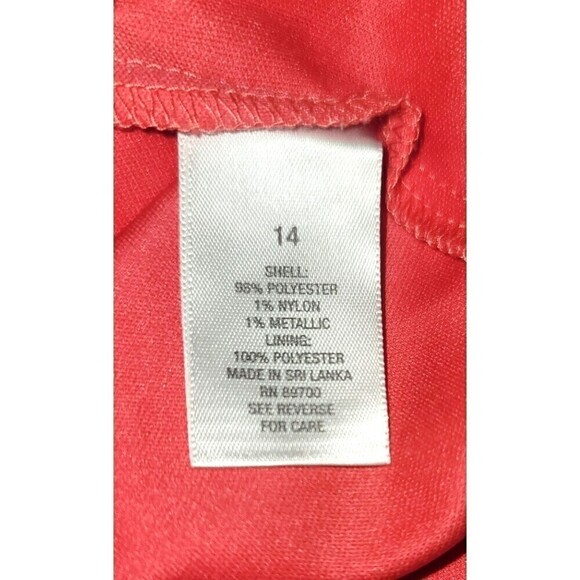 14
SHELL:
98% POLYESTER
1% NYLON
1% METALLIC
LINING:
100% POLYESTER
MADE IN SRI LANKA
RN 89700
SEE REVERSE
FOR CARE